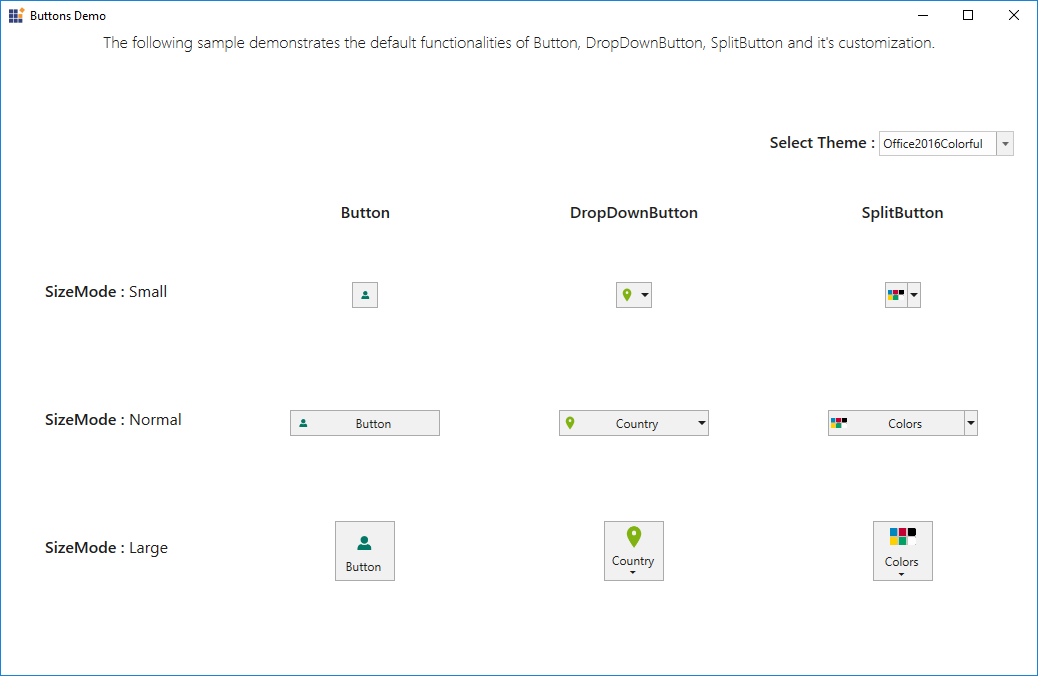 Buttons Demo
The following sample demonstrates the default functionalities of Button, DropDownButton, SplitButton and it's customization.
Select Theme : Office2016Colorful
Button DropDownButton SplitButton
SizeMode : Small
SizeMode : Normal Button Country Colors
SizeMode : Large
Button Country Colors